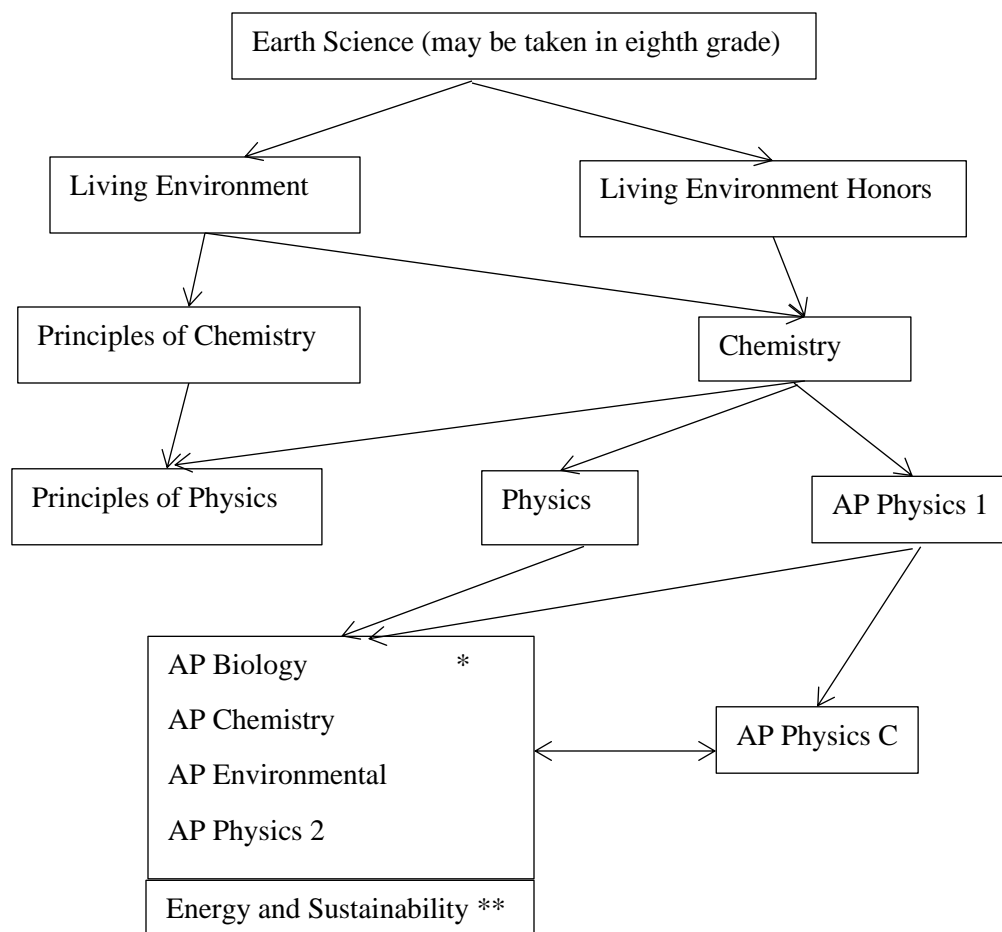 Earth Science (may be taken in eighth grade)
Living Environment
Living Environment Honors
Principles of Chemistry
Chemistry
Principles of Physics
Physics
AP Physics 1
AP Biology *
AP Chemistry
AP Environmental
AP Physics 2
AP Physics C
Energy and Sustainability **